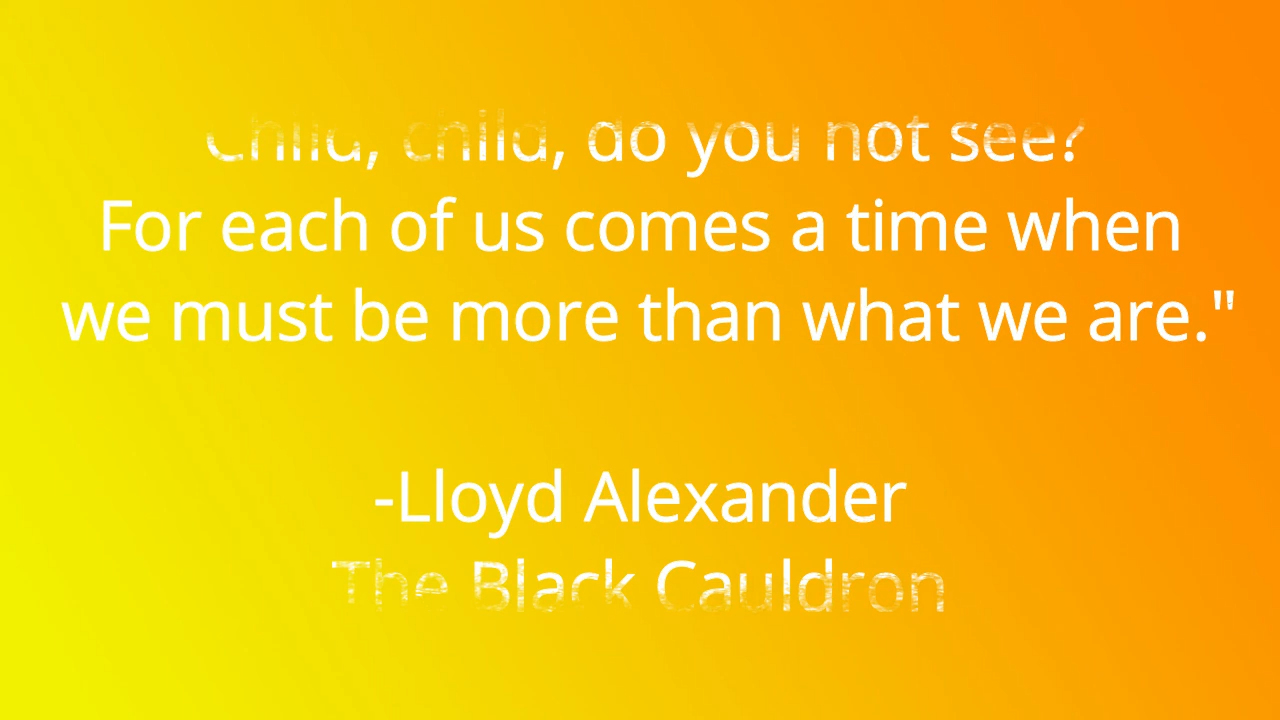 Child, child, do you not see?
For each of us comes a time when
we must be more than what we are."
-Lloyd Alexander
The Black Cauldron